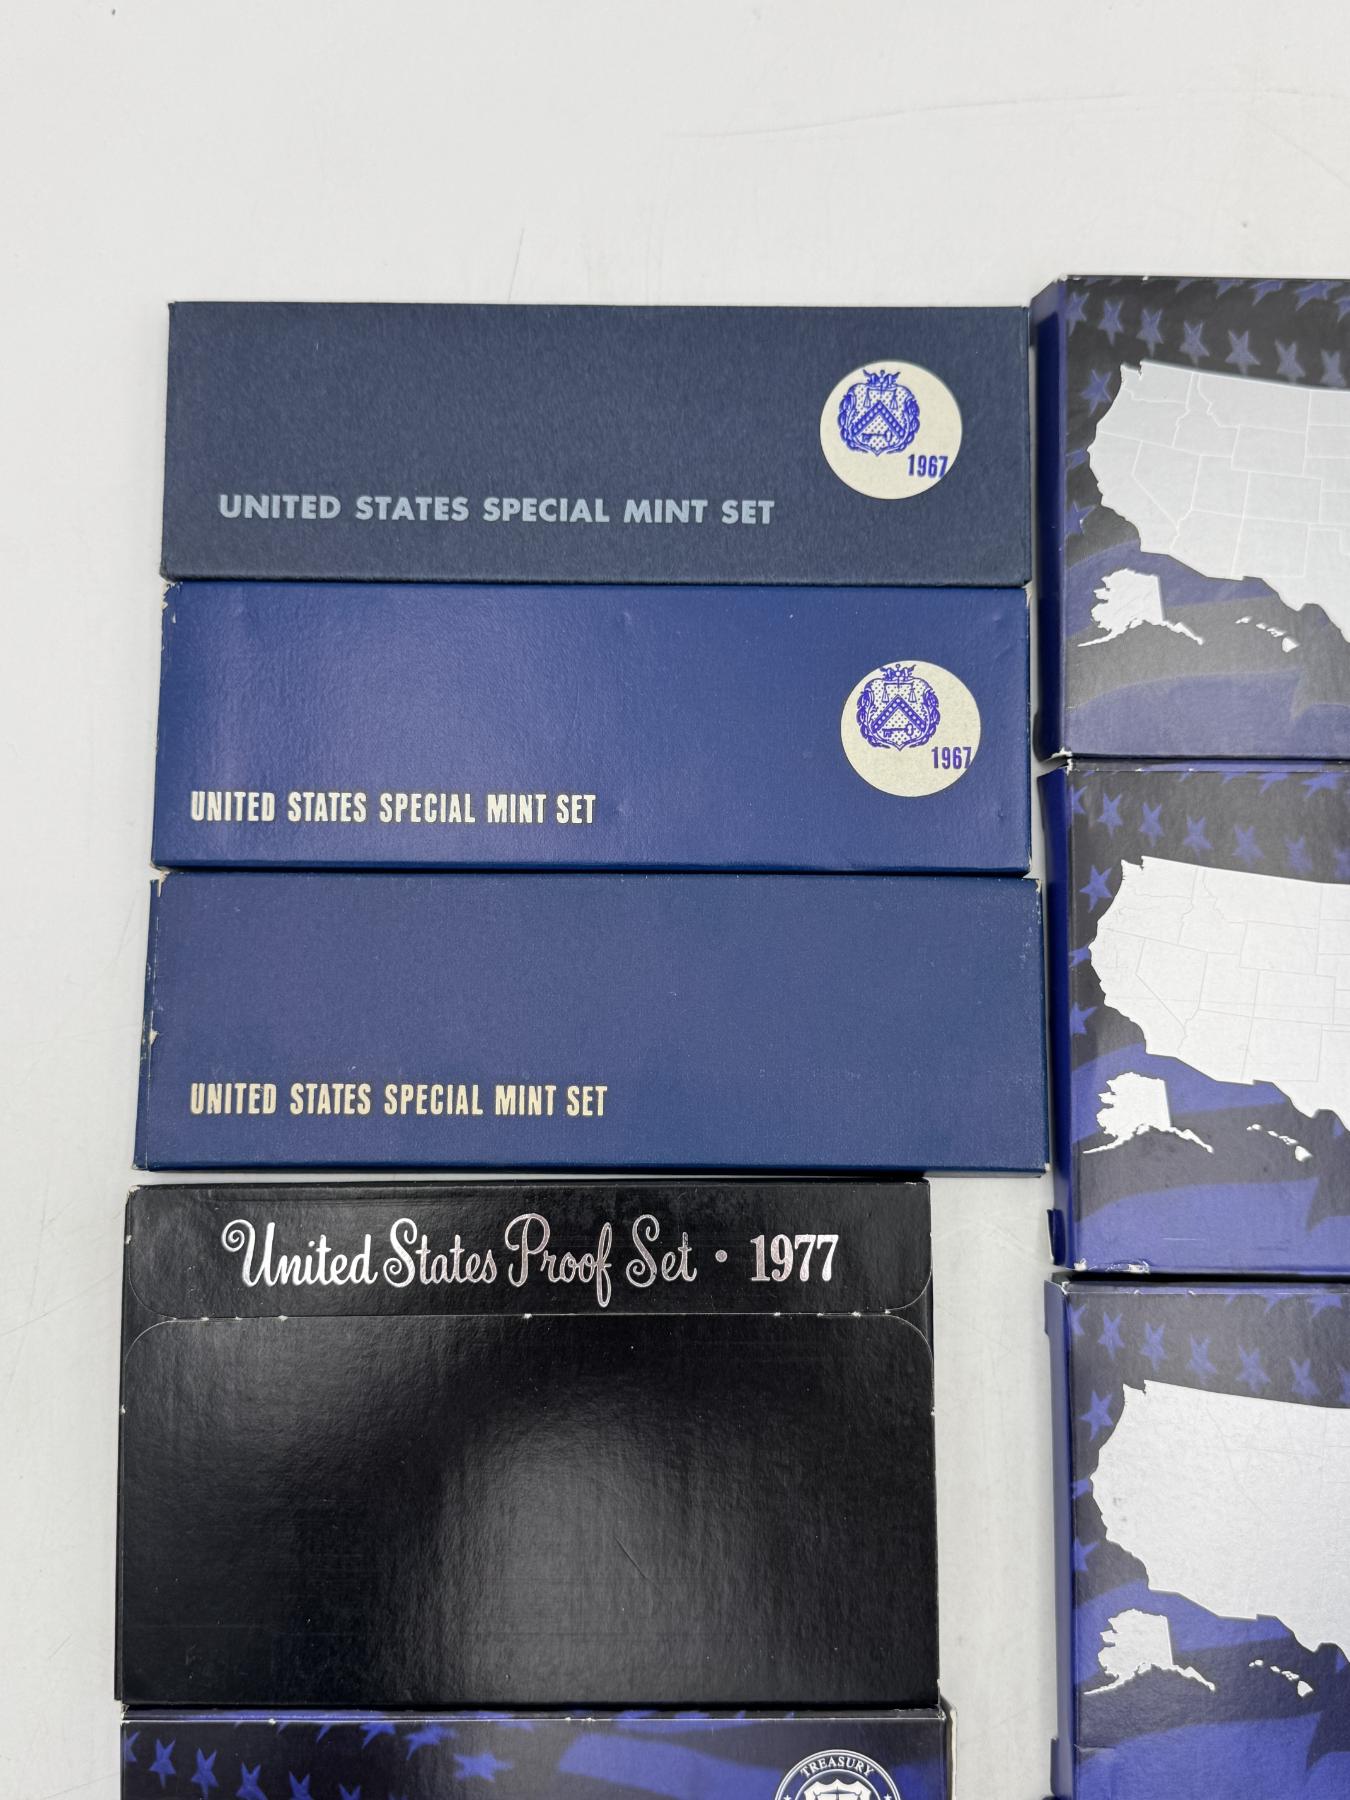 1967
UNITED STATES SPECIAL MINT SET
1967
UNITED STATES SPECIAL MINT SET
UNITED STATES SPECIAL MINT SET
United States Proof Set • 1977
TREASURY